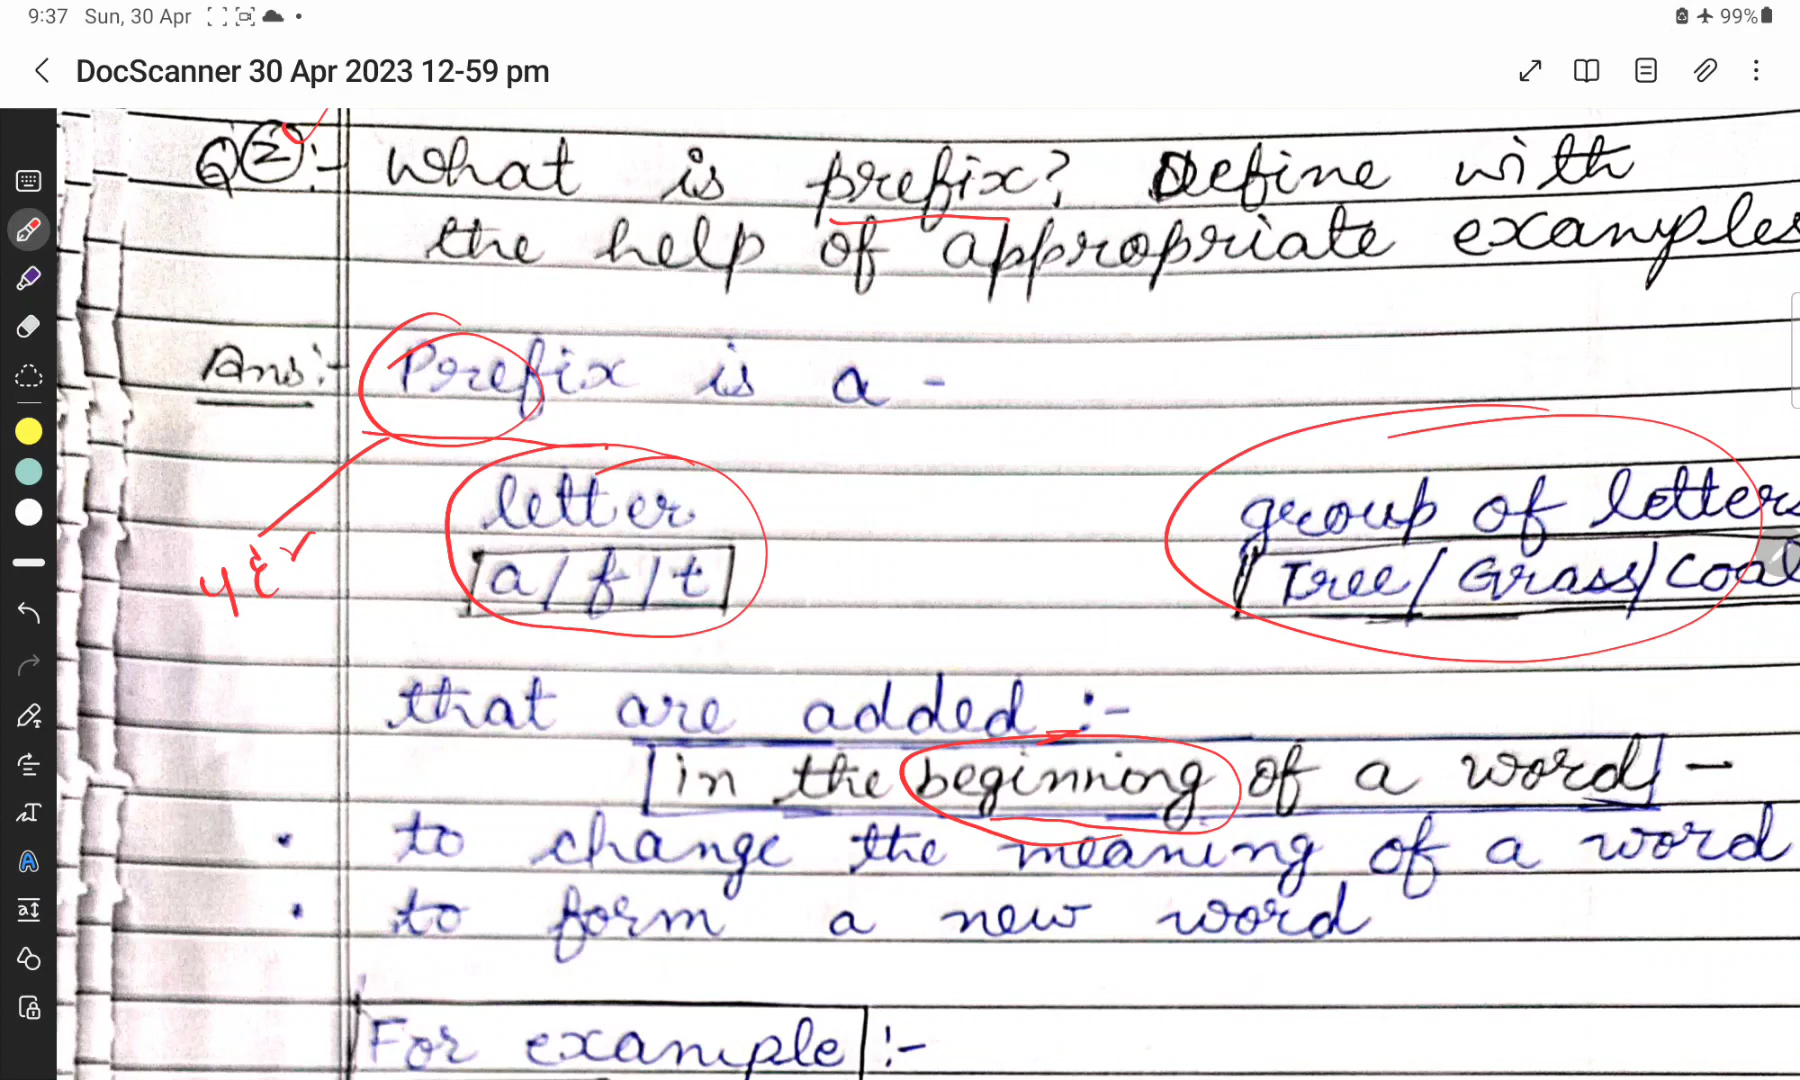 9:37 Sun, 30 Apr
99%
DocScanner 30 Apr 2023 12-59 pm
Q2:- What is prefix? Define with
the help of appropriate examples
Ans:- Prefix is a -
letter group of letters
a/f/t Tree/Grass/Coal
that are added :-
in the beginning of a word -
• to change the meaning of a word
• to form a new word
For example :-